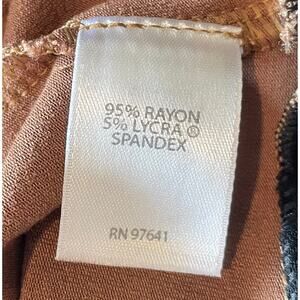 95% RAYON
5% LYCRA ®
SPANDEX
RN 97641